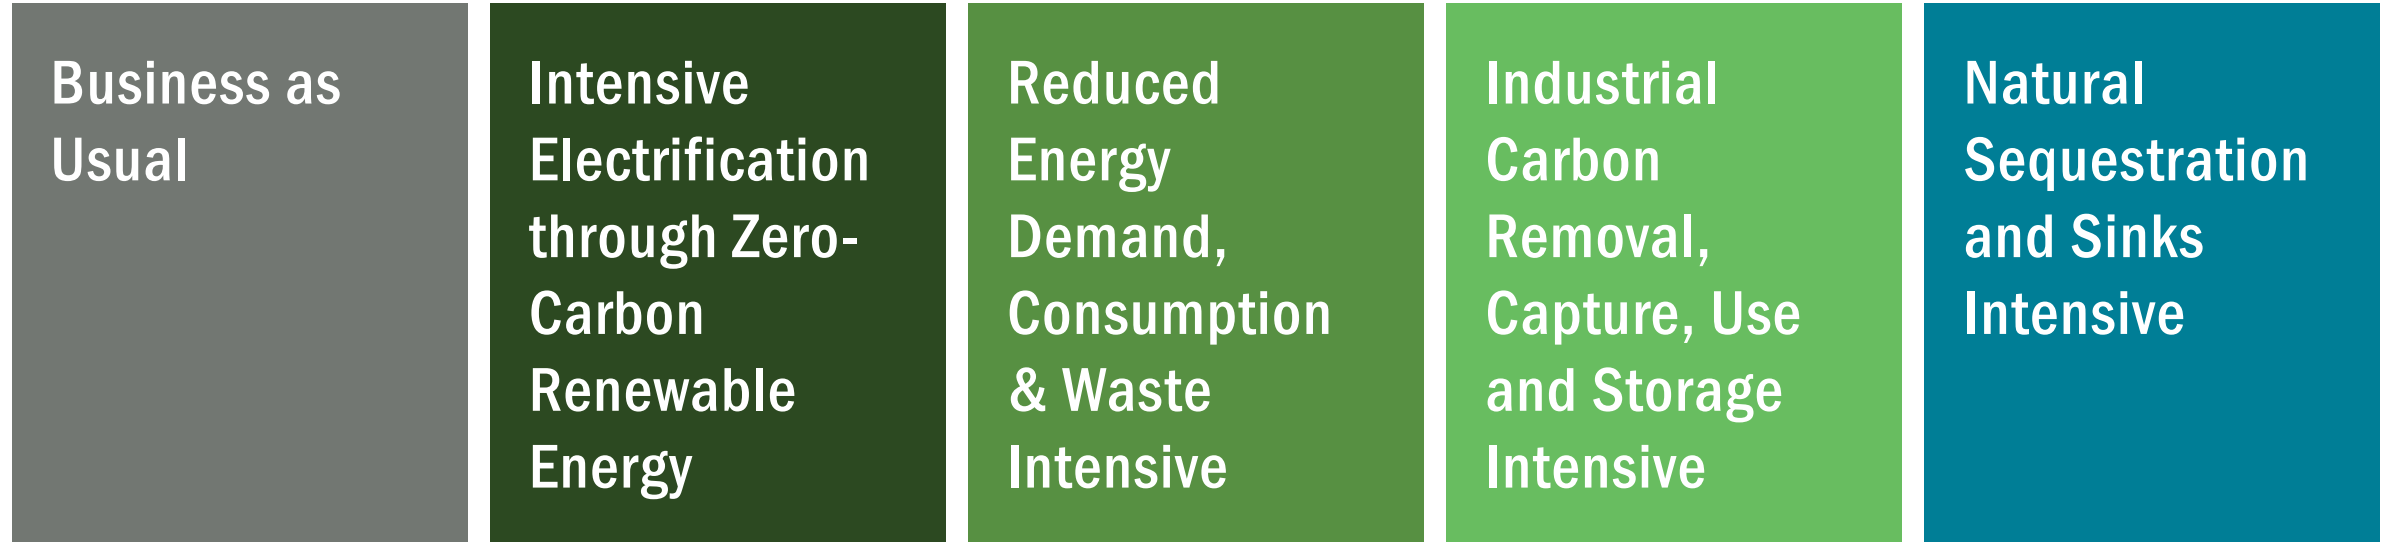 Business as
Usual
Intensive
Electrification
through Zero-
Carbon
Renewable
Energy
Reduced
Energy
Demand,
Consumption
& Waste
Intensive
Industrial
Carbon
Removal,
Capture, Use
and Storage
Intensive
Natural
Sequestration
and Sinks
Intensive